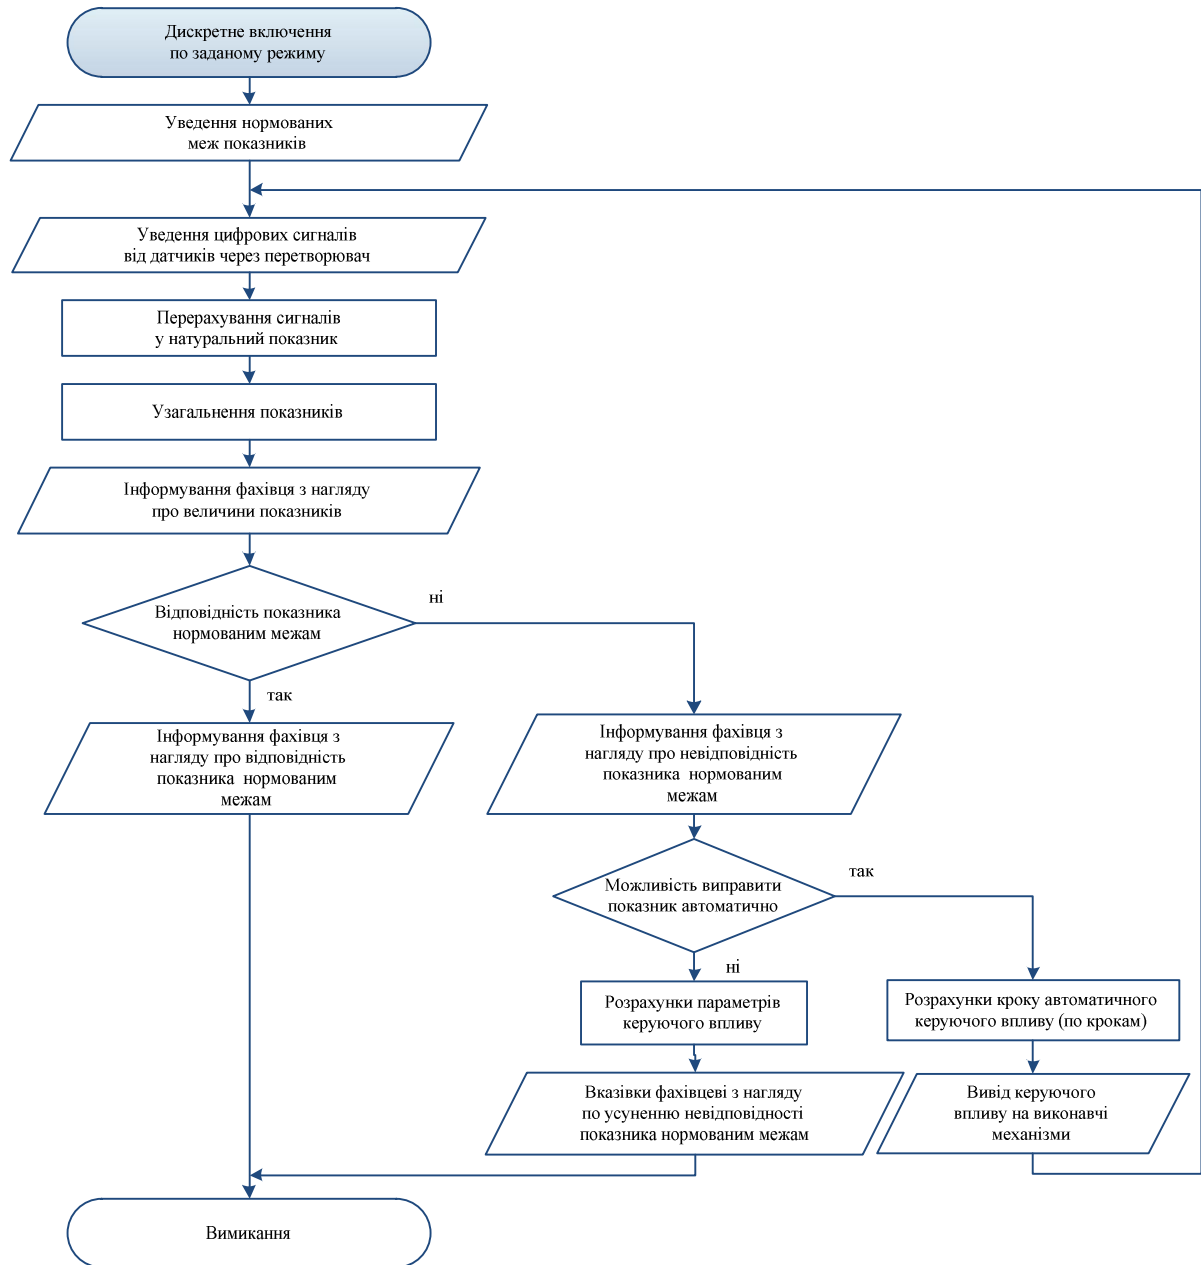 Дискретне включення
по заданому режиму
Уведення нормованих
меж показників
Уведення цифрових сигналів
від датчиків через перетворювач
Перерахування сигналів
у натуральний показник
Узагальнення показників
Інформування фахівця з нагляду
про величини показників
Відповідність показника
нормованим межам
ні
так
Інформування фахівця з
нагляду про відповідність
показника нормованим
межам
Інформування фахівця з
нагляду про невідповідність
показника нормованим
межам
Можливість виправити
показник автоматично
так
ні
Розрахунки параметрів
керуючого впливу
Розрахунки кроку автоматичного
керуючого впливу (по крокам)
Вказівки фахівцеві з нагляду
по усуненню невідповідності
показника нормованим межам
Вивід керуючого
впливу на виконавчі
механізми
Вимикання